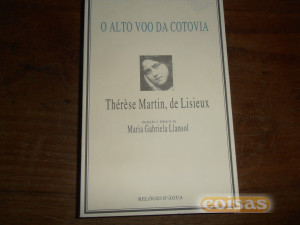 O ALTO VOO DA COTOVIA
Thérèse Martin, de Lisieux
Maria Gabriela Llansol
RELÓGIO D'ÁGUA
coisas